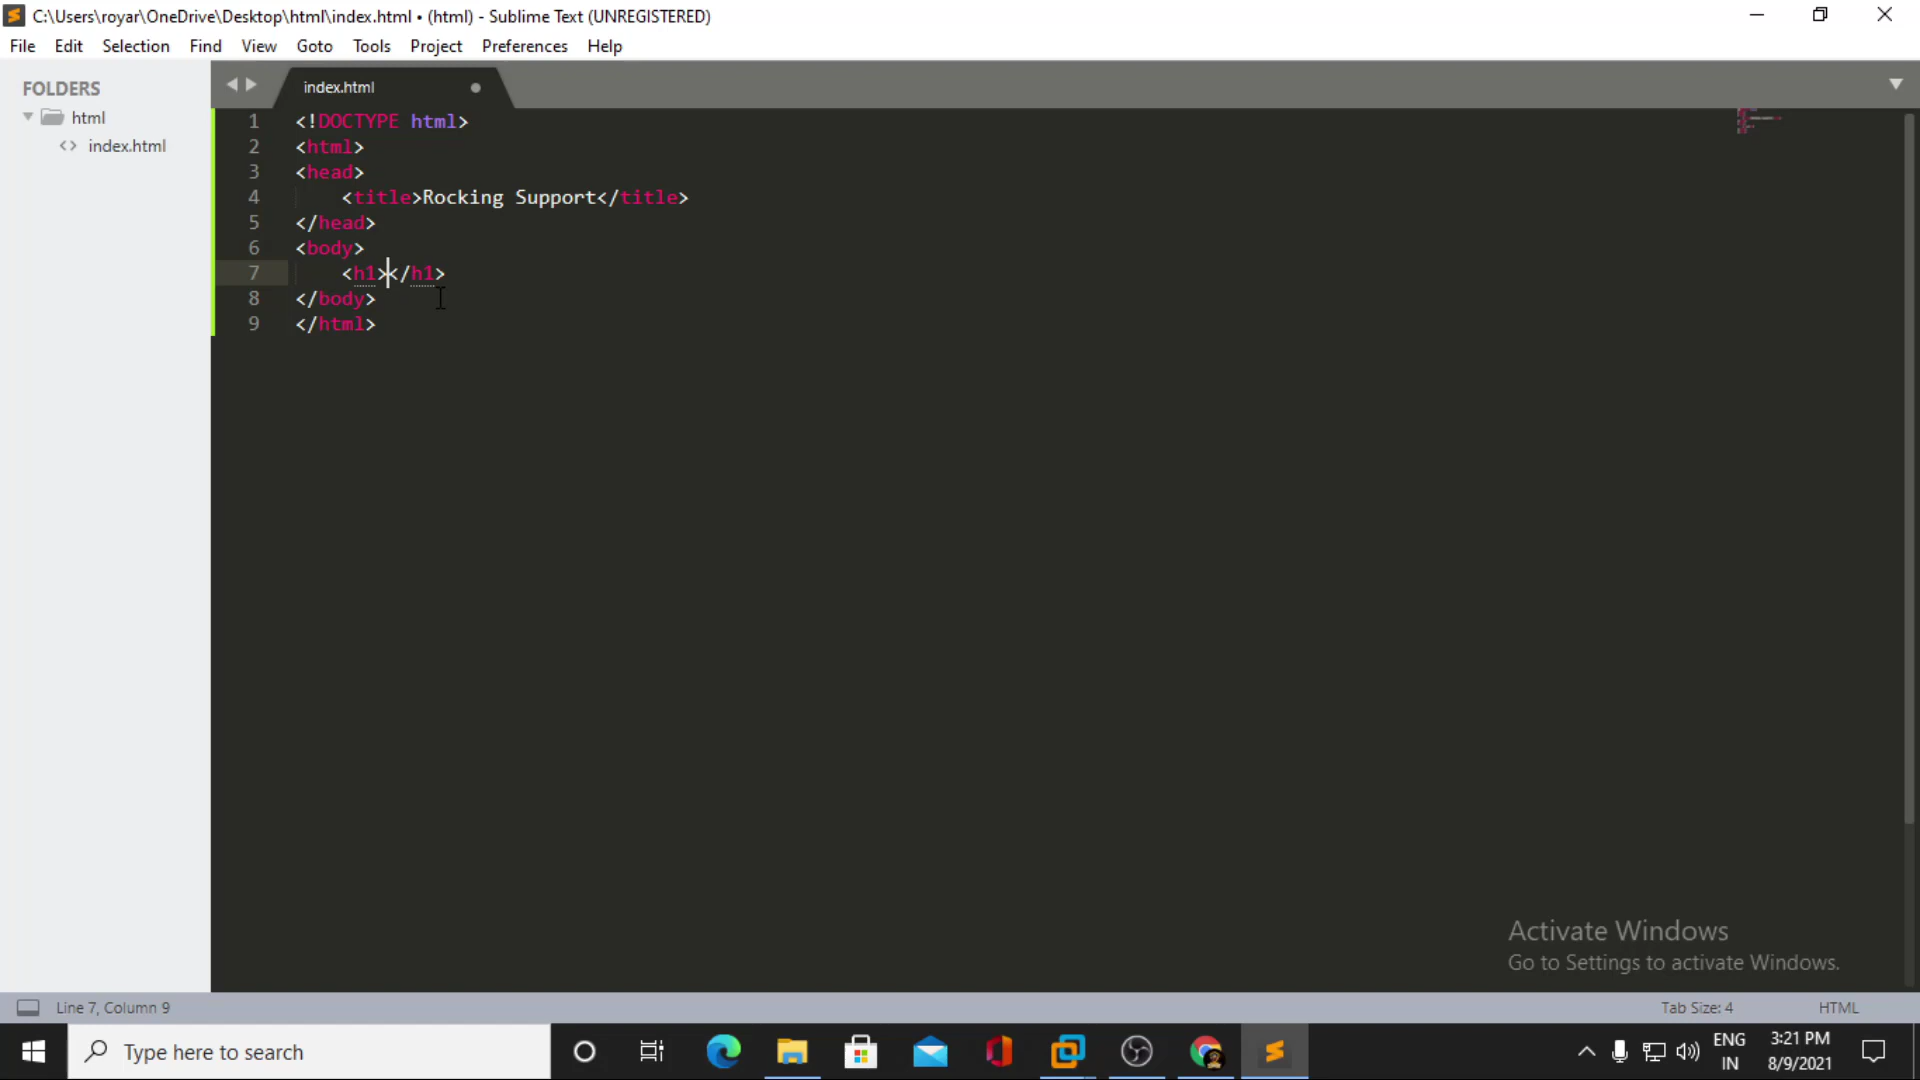 C:\Users\royar\OneDrive\Desktop\html\index.html • (html) - Sublime Text (UNREGISTERED)
File Edit Selection Find View Goto Tools Project Preferences Help
FOLDERS
html
index.html
index.html
1 <!DOCTYPE html>
2 <html>
3 <head>
4 <title>Rocking Support</title>
5 </head>
6 <body>
7 <h1></h1>
8 </body>
9 </html>
Activate Windows
Go to Settings to activate Windows.
Line 7, Column 9
Tab Size: 4 HTML
Type here to search
ENG
IN
3:21 PM
8/9/2021